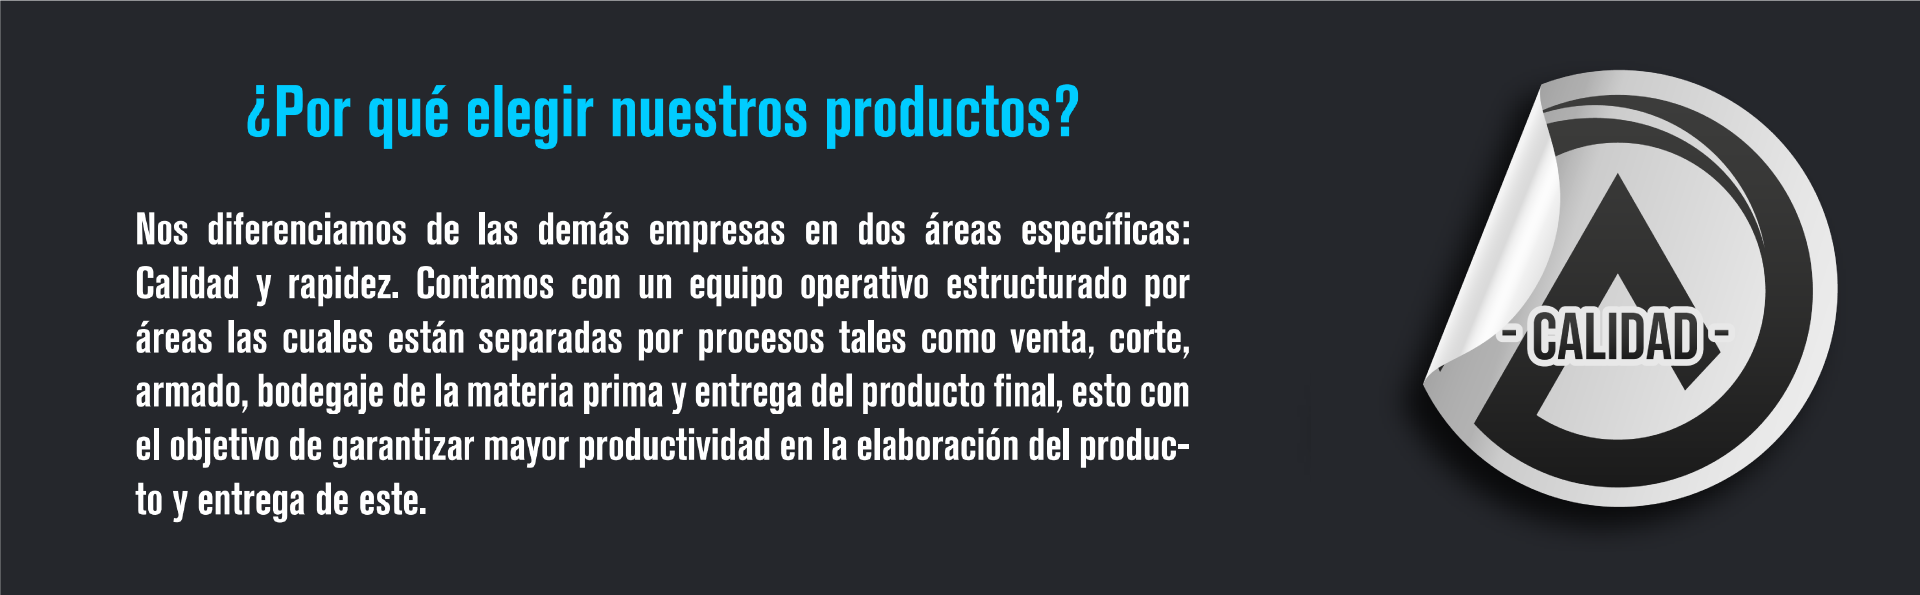 ¿Por qué elegir nuestros productos?
Nos diferenciamos de las demás empresas en dos áreas específicas:
Calidad y rapidez. Contamos con un equipo operativo estructurado por
áreas las cuales están separadas por procesos tales como venta, corte,
armado, bodegaje de la materia prima y entrega del producto final, esto con
el objetivo de garantizar mayor productividad en la elaboración del produc-
to y entrega de este.
- CALIDAD -